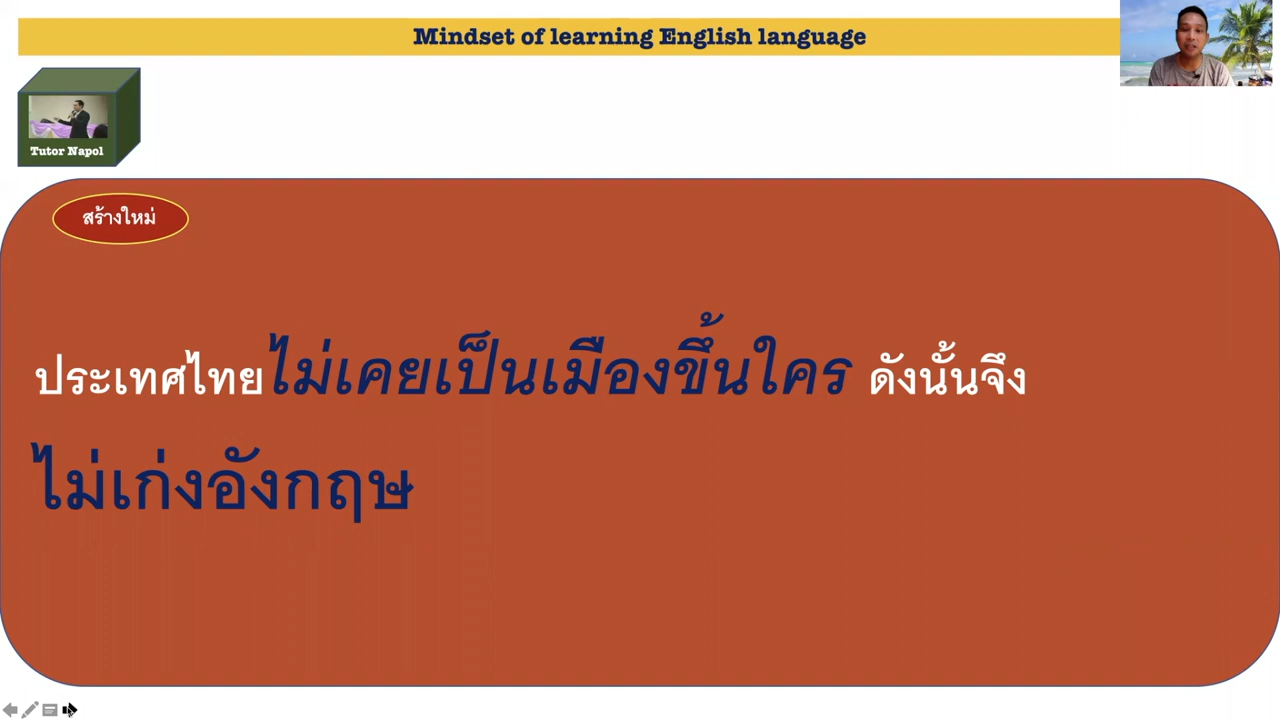 Mindset of learning English language
Tutor Napol
สร้างใหม่
ประเทศไทยไม่เคยเป็นเมืองขึ้นใคร ดังนั้นจึง
ไม่เก่งอังกฤษ